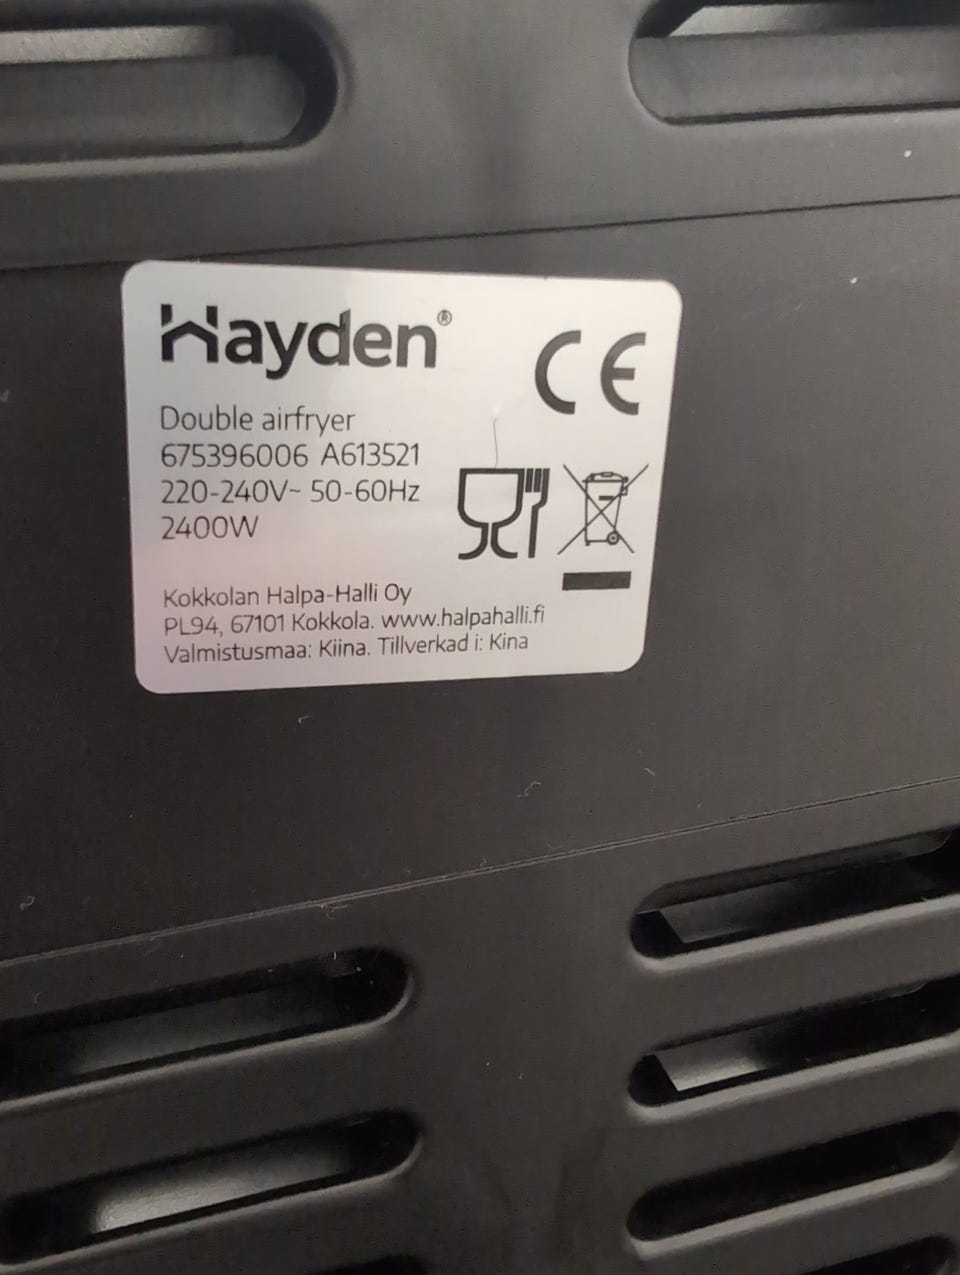 Hayden®
CE
Double airfryer
675396006 A613521
220-240V~ 50-60Hz
2400W
Kokkolan Halpa-Halli Oy
PL94, 67101 Kokkola. www.halpahalli.fi
Valmistusmaa: Kiina. Tillverkad i: Kina